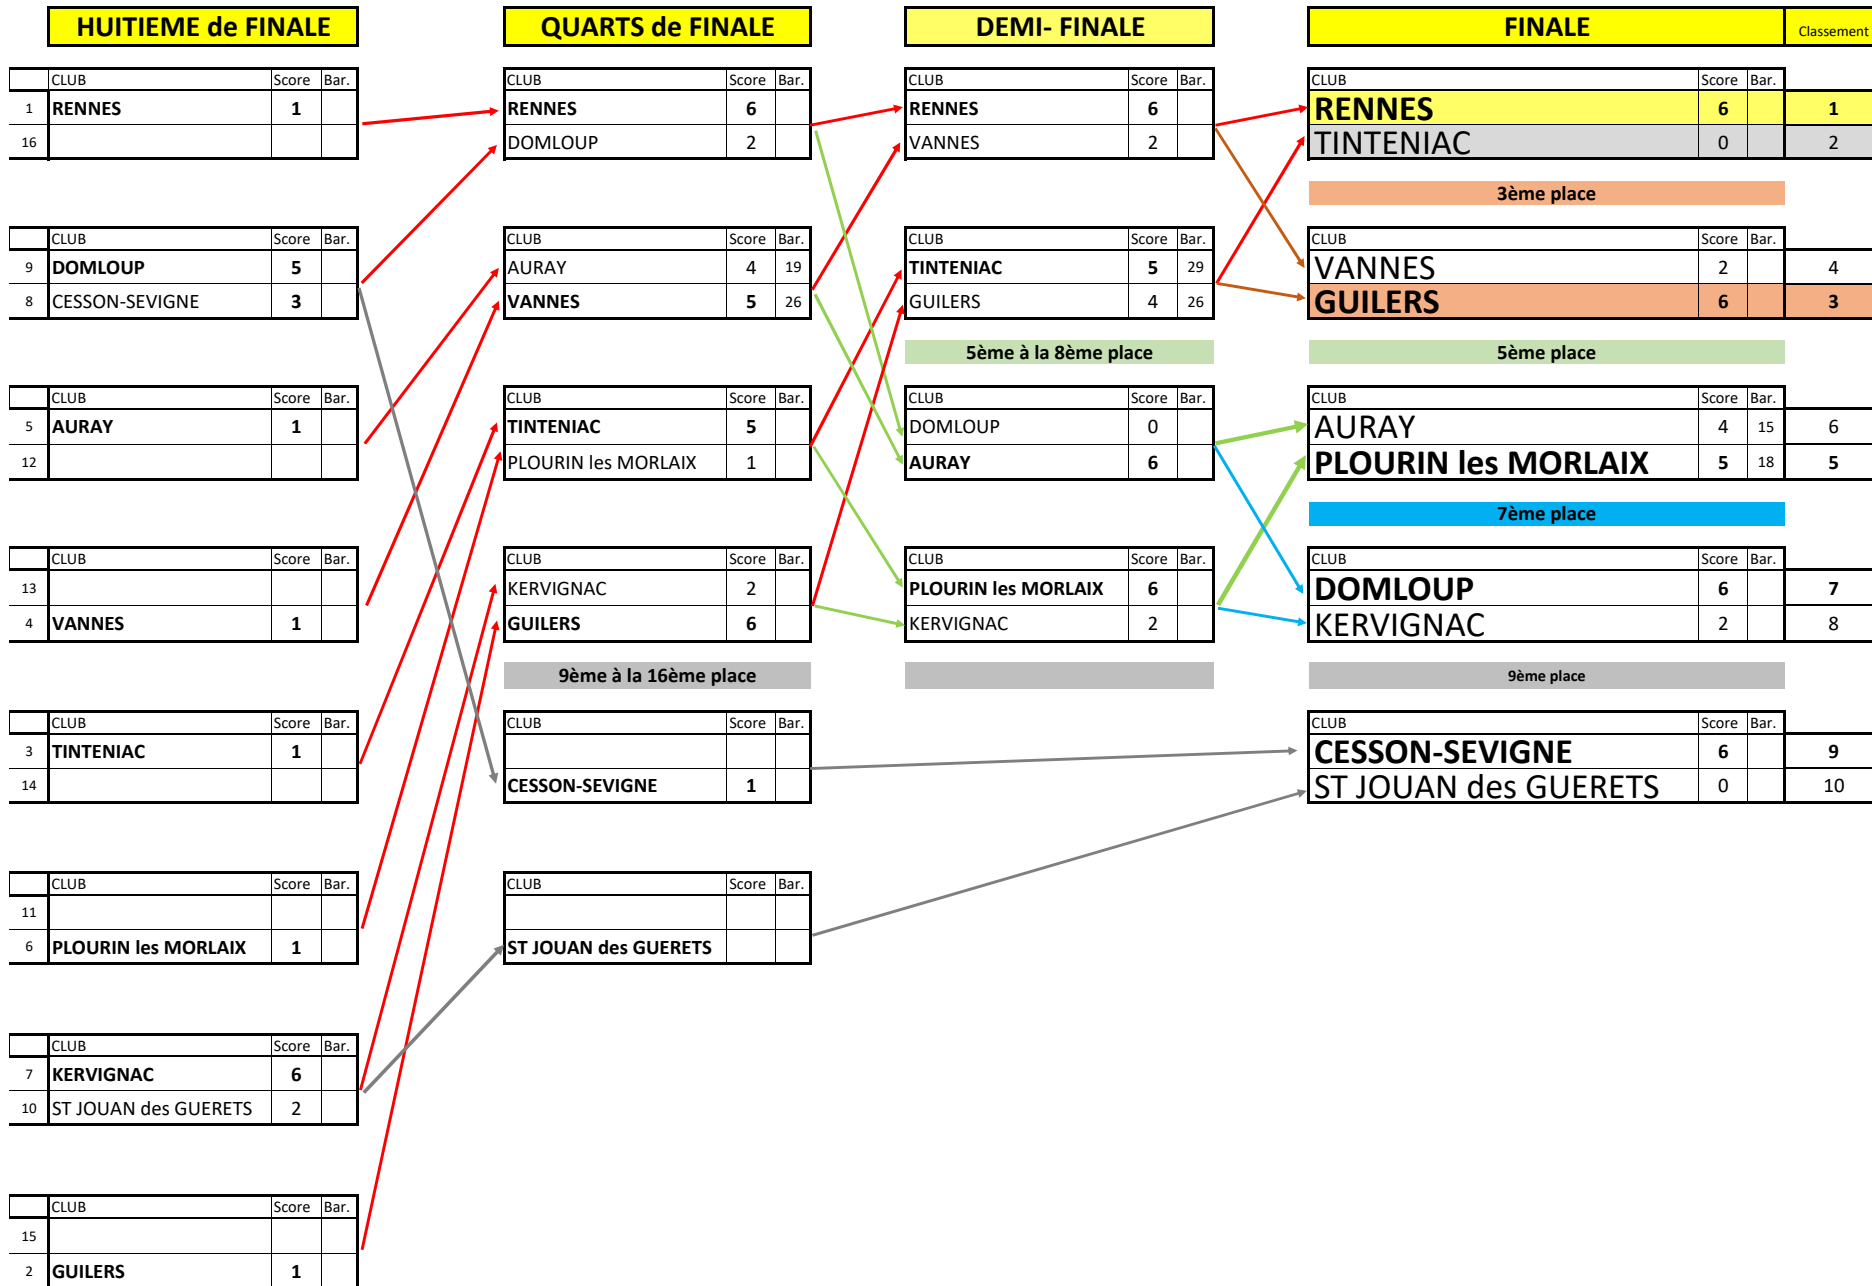 HUITIEME de FINALE
CLUB Score Bar.
1 RENNES 1
16
CLUB Score Bar.
9 DOMLOUP 5
8 CESSON-SEVIGNE 3
CLUB Score Bar.
5 AURAY 1
12
CLUB Score Bar.
13
4 VANNES 1
CLUB Score Bar.
3 TINTENIAC 1
14
CLUB Score Bar.
11
6 PLOURIN les MORLAIX 1
CLUB Score Bar.
7 KERVIGNAC 6
10 ST JOUAN des GUERETS 2
CLUB Score Bar.
15
2 GUILERS 1
QUARTS de FINALE
CLUB Score Bar.
RENNES 6
DOMLOUP 2
CLUB Score Bar.
AURAY 4 19
VANNES 5 26
CLUB Score Bar.
TINTENIAC 5
PLOURIN les MORLAIX 1
CLUB Score Bar.
KERVIGNAC 2
GUILERS 6
9ème à la 16ème place
CLUB Score Bar.
CESSON-SEVIGNE 1
CLUB Score Bar.
ST JOUAN des GUERETS
DEMI- FINALE
CLUB Score Bar.
RENNES 6
VANNES 2
CLUB Score Bar.
TINTENIAC 5 29
GUILERS 4 26
5ème à la 8ème place
CLUB Score Bar.
DOMLOUP 0
AURAY 6
CLUB Score Bar.
PLOURIN les MORLAIX 6
KERVIGNAC 2
FINALE Classement
CLUB Score Bar.
RENNES 6 1
TINTENIAC 0 2
3ème place
CLUB Score Bar.
VANNES 2 4
GUILERS 6 3
5ème place
CLUB Score Bar.
AURAY 4 15 6
PLOURIN les MORLAIX 5 18 5
7ème place
CLUB Score Bar.
DOMLOUP 6 7
KERVIGNAC 2 8
9ème place
CLUB Score Bar.
CESSON-SEVIGNE 6 9
ST JOUAN des GUERETS 0 10